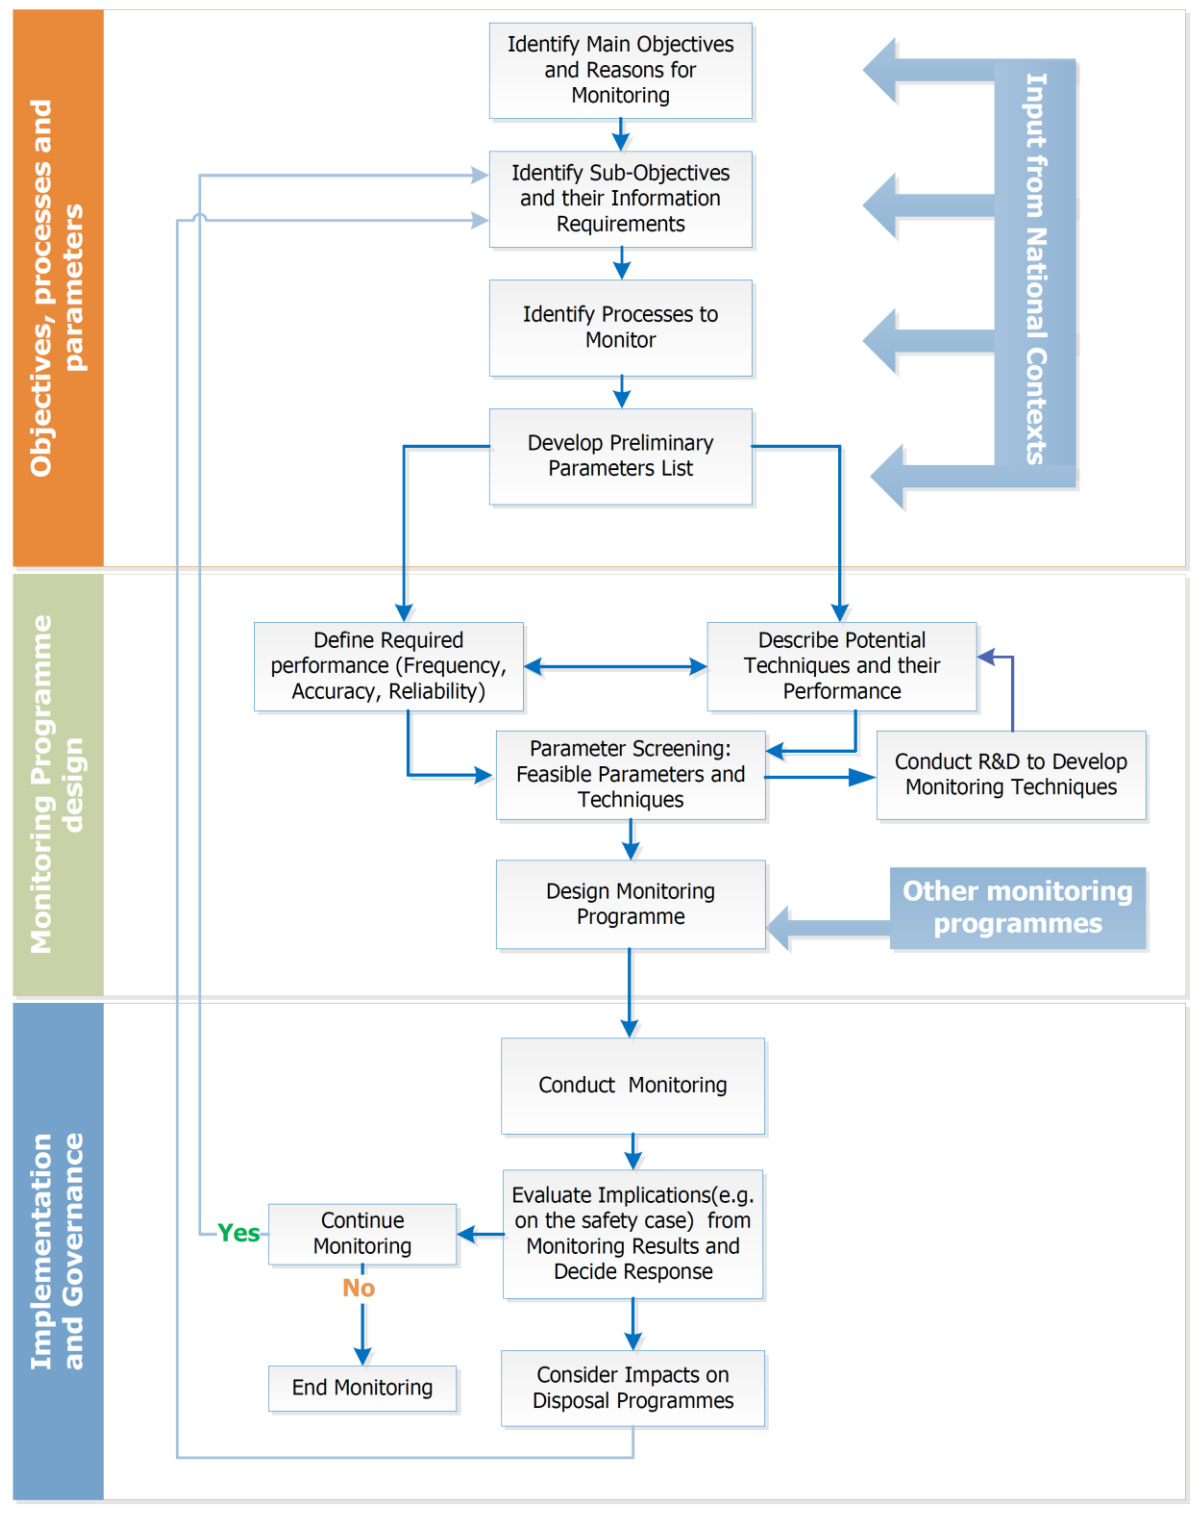 Objectives, processes and
parameters
Identify Main Objectives
and Reasons for
Monitoring
Identify Sub-Objectives
and their Information
Requirements
Identify Processes to
Monitor
Develop Preliminary
Parameters List
Input from National Contexts
Monitoring Programme
design
Define Required
performance (Frequency,
Accuracy, Reliability)
Describe Potential
Techniques and their
Performance
Parameter Screening:
Feasible Parameters and
Techniques
Conduct R&D to Develop
Monitoring Techniques
Design Monitoring
Programme
Other monitoring
programmes
Implementation
and Governance
Conduct  Monitoring
Evaluate Implications(e.g.
on the safety case)  from
Monitoring Results and
Decide Response
Continue
Monitoring
Yes
No
End Monitoring
Consider Impacts on
Disposal Programmes